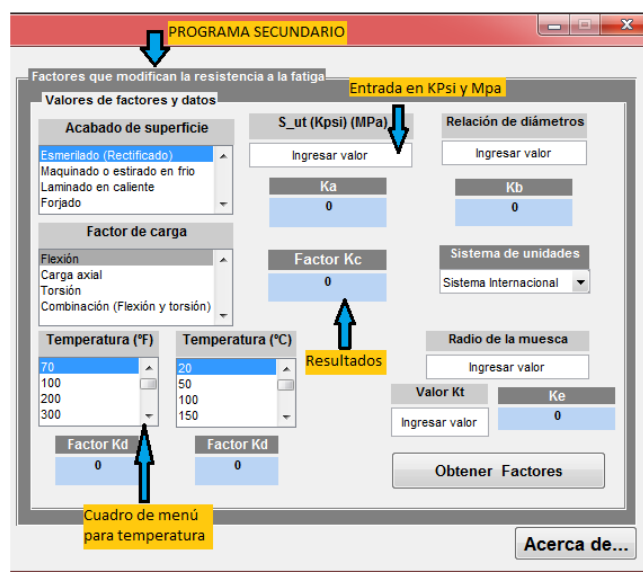 PROGRAMA SECUNDARIO
Factores que modifican la resistencia a la fatiga
Entrada en KPsi y Mpa
Valores de factores y datos
Acabado de superficie
Esmerilado (Rectificado)
Maquinado o estirado en frio
Laminado en caliente
Forjado
S_ut (Kpsi) (MPa)
Ingresar valor
Relación de diámetros
Ingresar valor
Ka
0
Kb
0
Factor de carga
Flexión
Carga axial
Torsión
Combinación (Flexión y torsión)
Factor Kc
0
Sistema de unidades
Sistema Internacional
Temperatura (ºF)
70
100
200
300
Temperatura (ºC)
20
50
100
150
Resultados
Radio de la muesca
Ingresar valor
Valor Kt
Ingresar valor
Ke
0
Factor Kd
0
Factor Kd
0
Obtener Factores
Cuadro de menú
para temperatura
Acerca de...